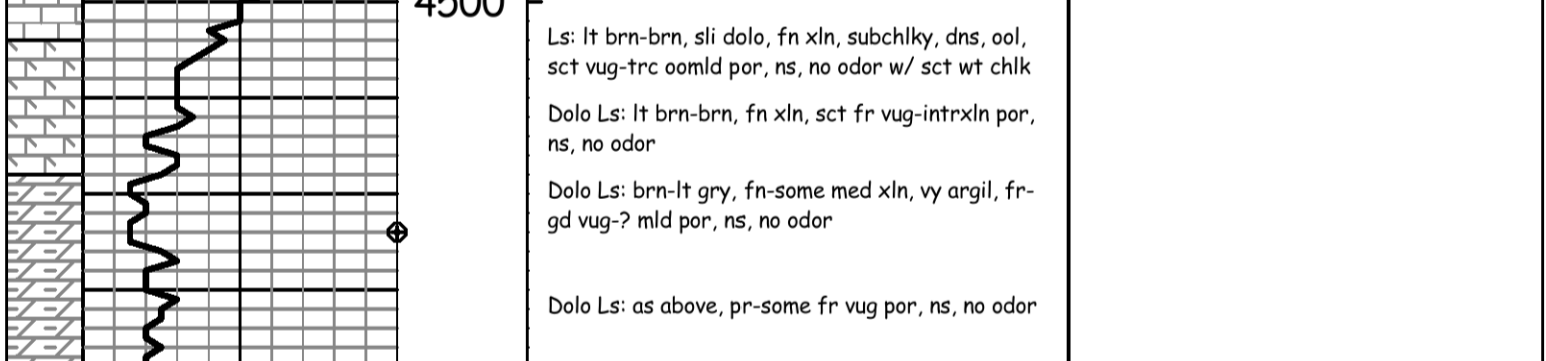 4500
Ls: lt brn-brn, sli dolo, fn xln, subchlky, dns, ool,
sct vug-trc oomld por, ns, no odor w/ sct wt chlk
Dolo Ls: lt brn-brn, fn xln, sct fr vug-intrxln por,
ns, no odor
Dolo Ls: brn-lt gry, fn-some med xln, vy argil, fr-
gd vug-? mld por, ns, no odor
Dolo Ls: as above, pr-some fr vug por, ns, no odor